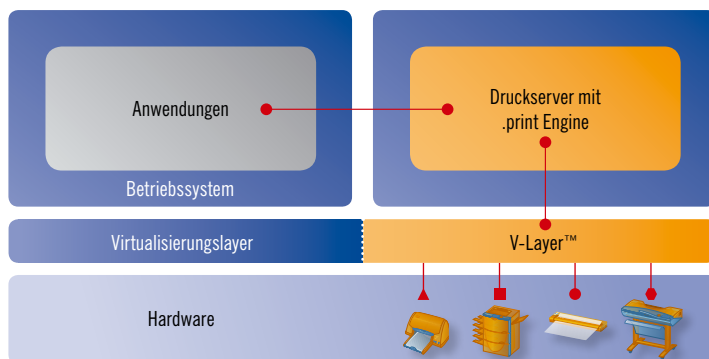 Anwendungen
Druckserver mit
.print Engine
Betriebssystem
Virtualisierungslayer
V-Layer™
Hardware